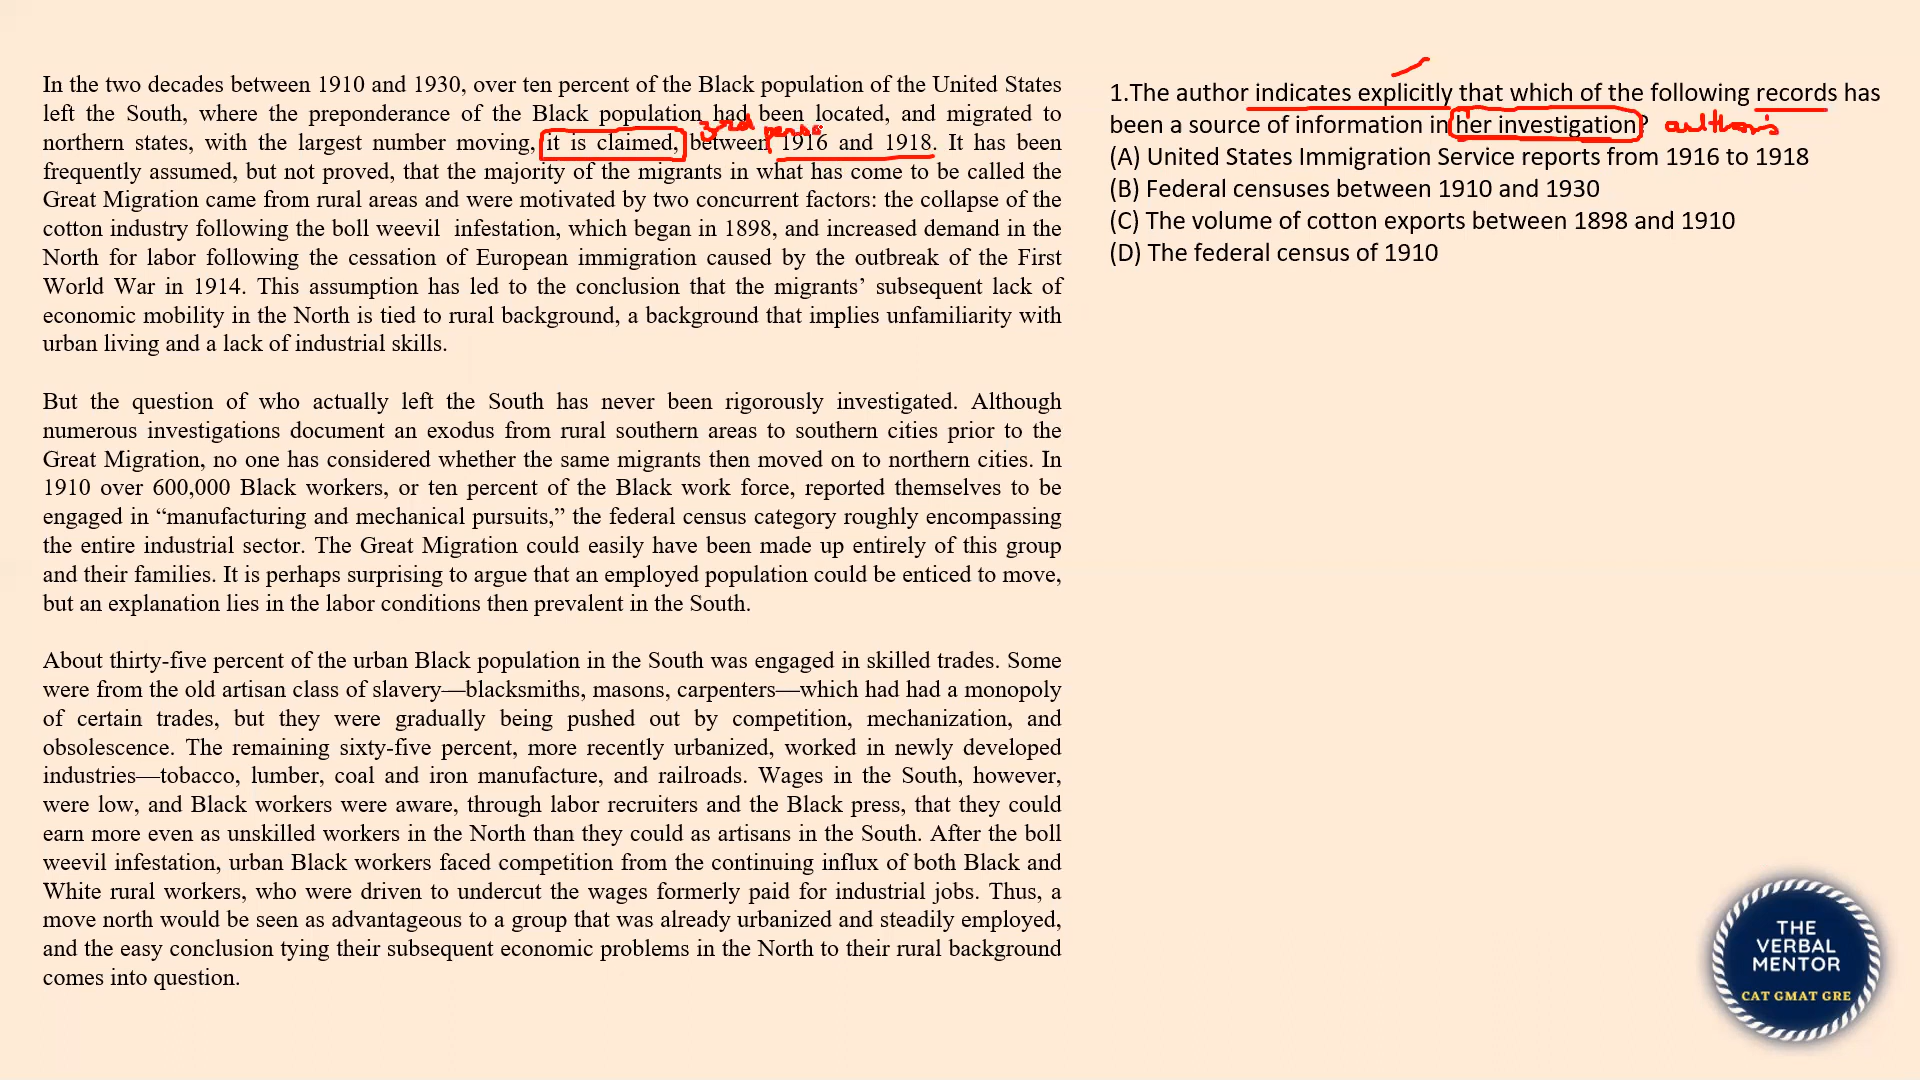 In the two decades between 1910 and 1930, over ten percent of the Black population of the United States
left the South, where the preponderance of the Black population had been located, and migrated to
northern states, with the largest number moving, it is claimed, between 1916 and 1918. It has been
frequently assumed, but not proved, that the majority of the migrants in what has come to be called the
Great Migration came from rural areas and were motivated by two concurrent factors: the collapse of the
cotton industry following the boll weevil infestation, which began in 1898, and increased demand in the
North for labor following the cessation of European immigration caused by the outbreak of the First
World War in 1914. This assumption has led to the conclusion that the migrants’ subsequent lack of
economic mobility in the North is tied to rural background, a background that implies unfamiliarity with
urban living and a lack of industrial skills.
But the question of who actually left the South has never been rigorously investigated. Although
numerous investigations document an exodus from rural southern areas to southern cities prior to the
Great Migration, no one has considered whether the same migrants then moved on to northern cities. In
1910 over 600,000 Black workers, or ten percent of the Black work force, reported themselves to be
engaged in “manufacturing and mechanical pursuits,” the federal census category roughly encompassing
the entire industrial sector. The Great Migration could easily have been made up entirely of this group
and their families. It is perhaps surprising to argue that an employed population could be enticed to move,
but an explanation lies in the labor conditions then prevalent in the South.
About thirty-five percent of the urban Black population in the South was engaged in skilled trades. Some
were from the old artisan class of slavery—blacksmiths, masons, carpenters—which had had a monopoly
of certain trades, but they were gradually being pushed out by competition, mechanization, and
obsolescence. The remaining sixty-five percent, more recently urbanized, worked in newly developed
industries—tobacco, lumber, coal and iron manufacture, and railroads. Wages in the South, however,
were low, and Black workers were aware, through labor recruiters and the Black press, that they could
earn more even as unskilled workers in the North than they could as artisans in the South. After the boll
weevil infestation, urban Black workers faced competition from the continuing influx of both Black and
White rural workers, who were driven to undercut the wages formerly paid for industrial jobs. Thus, a
move north would be seen as advantageous to a group that was already urbanized and steadily employed,
and the easy conclusion tying their subsequent economic problems in the North to their rural background
comes into question.
3rd
1.The author indicates explicitly that which of the following records has
been a source of information in her investigation? author's
(A) United States Immigration Service reports from 1916 to 1918
(B) Federal censuses between 1910 and 1930
(C) The volume of cotton exports between 1898 and 1910
(D) The federal census of 1910
THE
VERBAL
MENTOR
CAT GMAT GRE